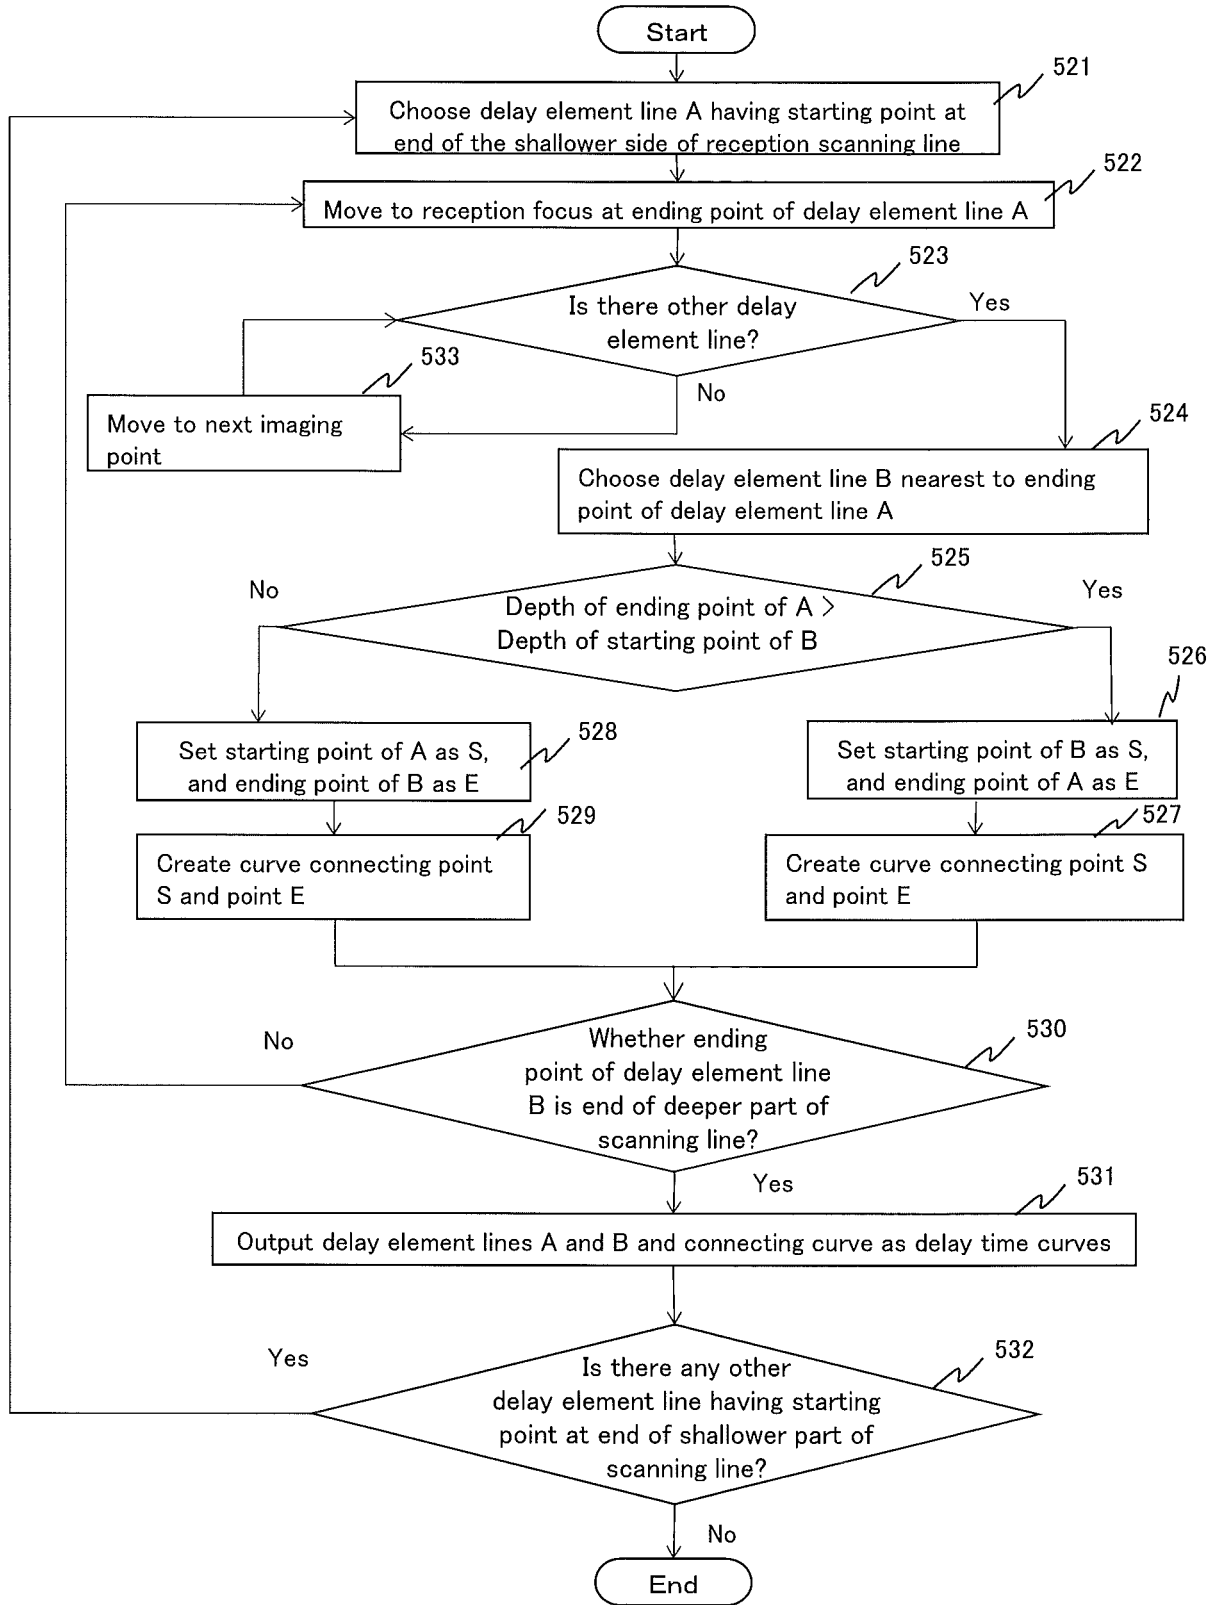 Start
521
Choose delay element line A having starting point at
end of the shallower side of reception scanning line
522
Move to reception focus at ending point of delay element line A
523
Is there other delay
element line?
Yes
No
533
Move to next imaging
point
524
Choose delay element line B nearest to ending
point of delay element line A
525
No
Depth of ending point of A >
Depth of starting point of B
Yes
526
528
Set starting point of A as S,
and ending point of B as E
Set starting point of B as S,
and ending point of A as E
529
527
Create curve connecting point
S and point E
Create curve connecting point S
and point E
530
No
Whether ending
point of delay element line
B is end of deeper part of
scanning line?
Yes
531
Output delay element lines A and B and connecting curve as delay time curves
532
Yes
Is there any other
delay element line having starting
point at end of shallower part of
scanning line?
No
End